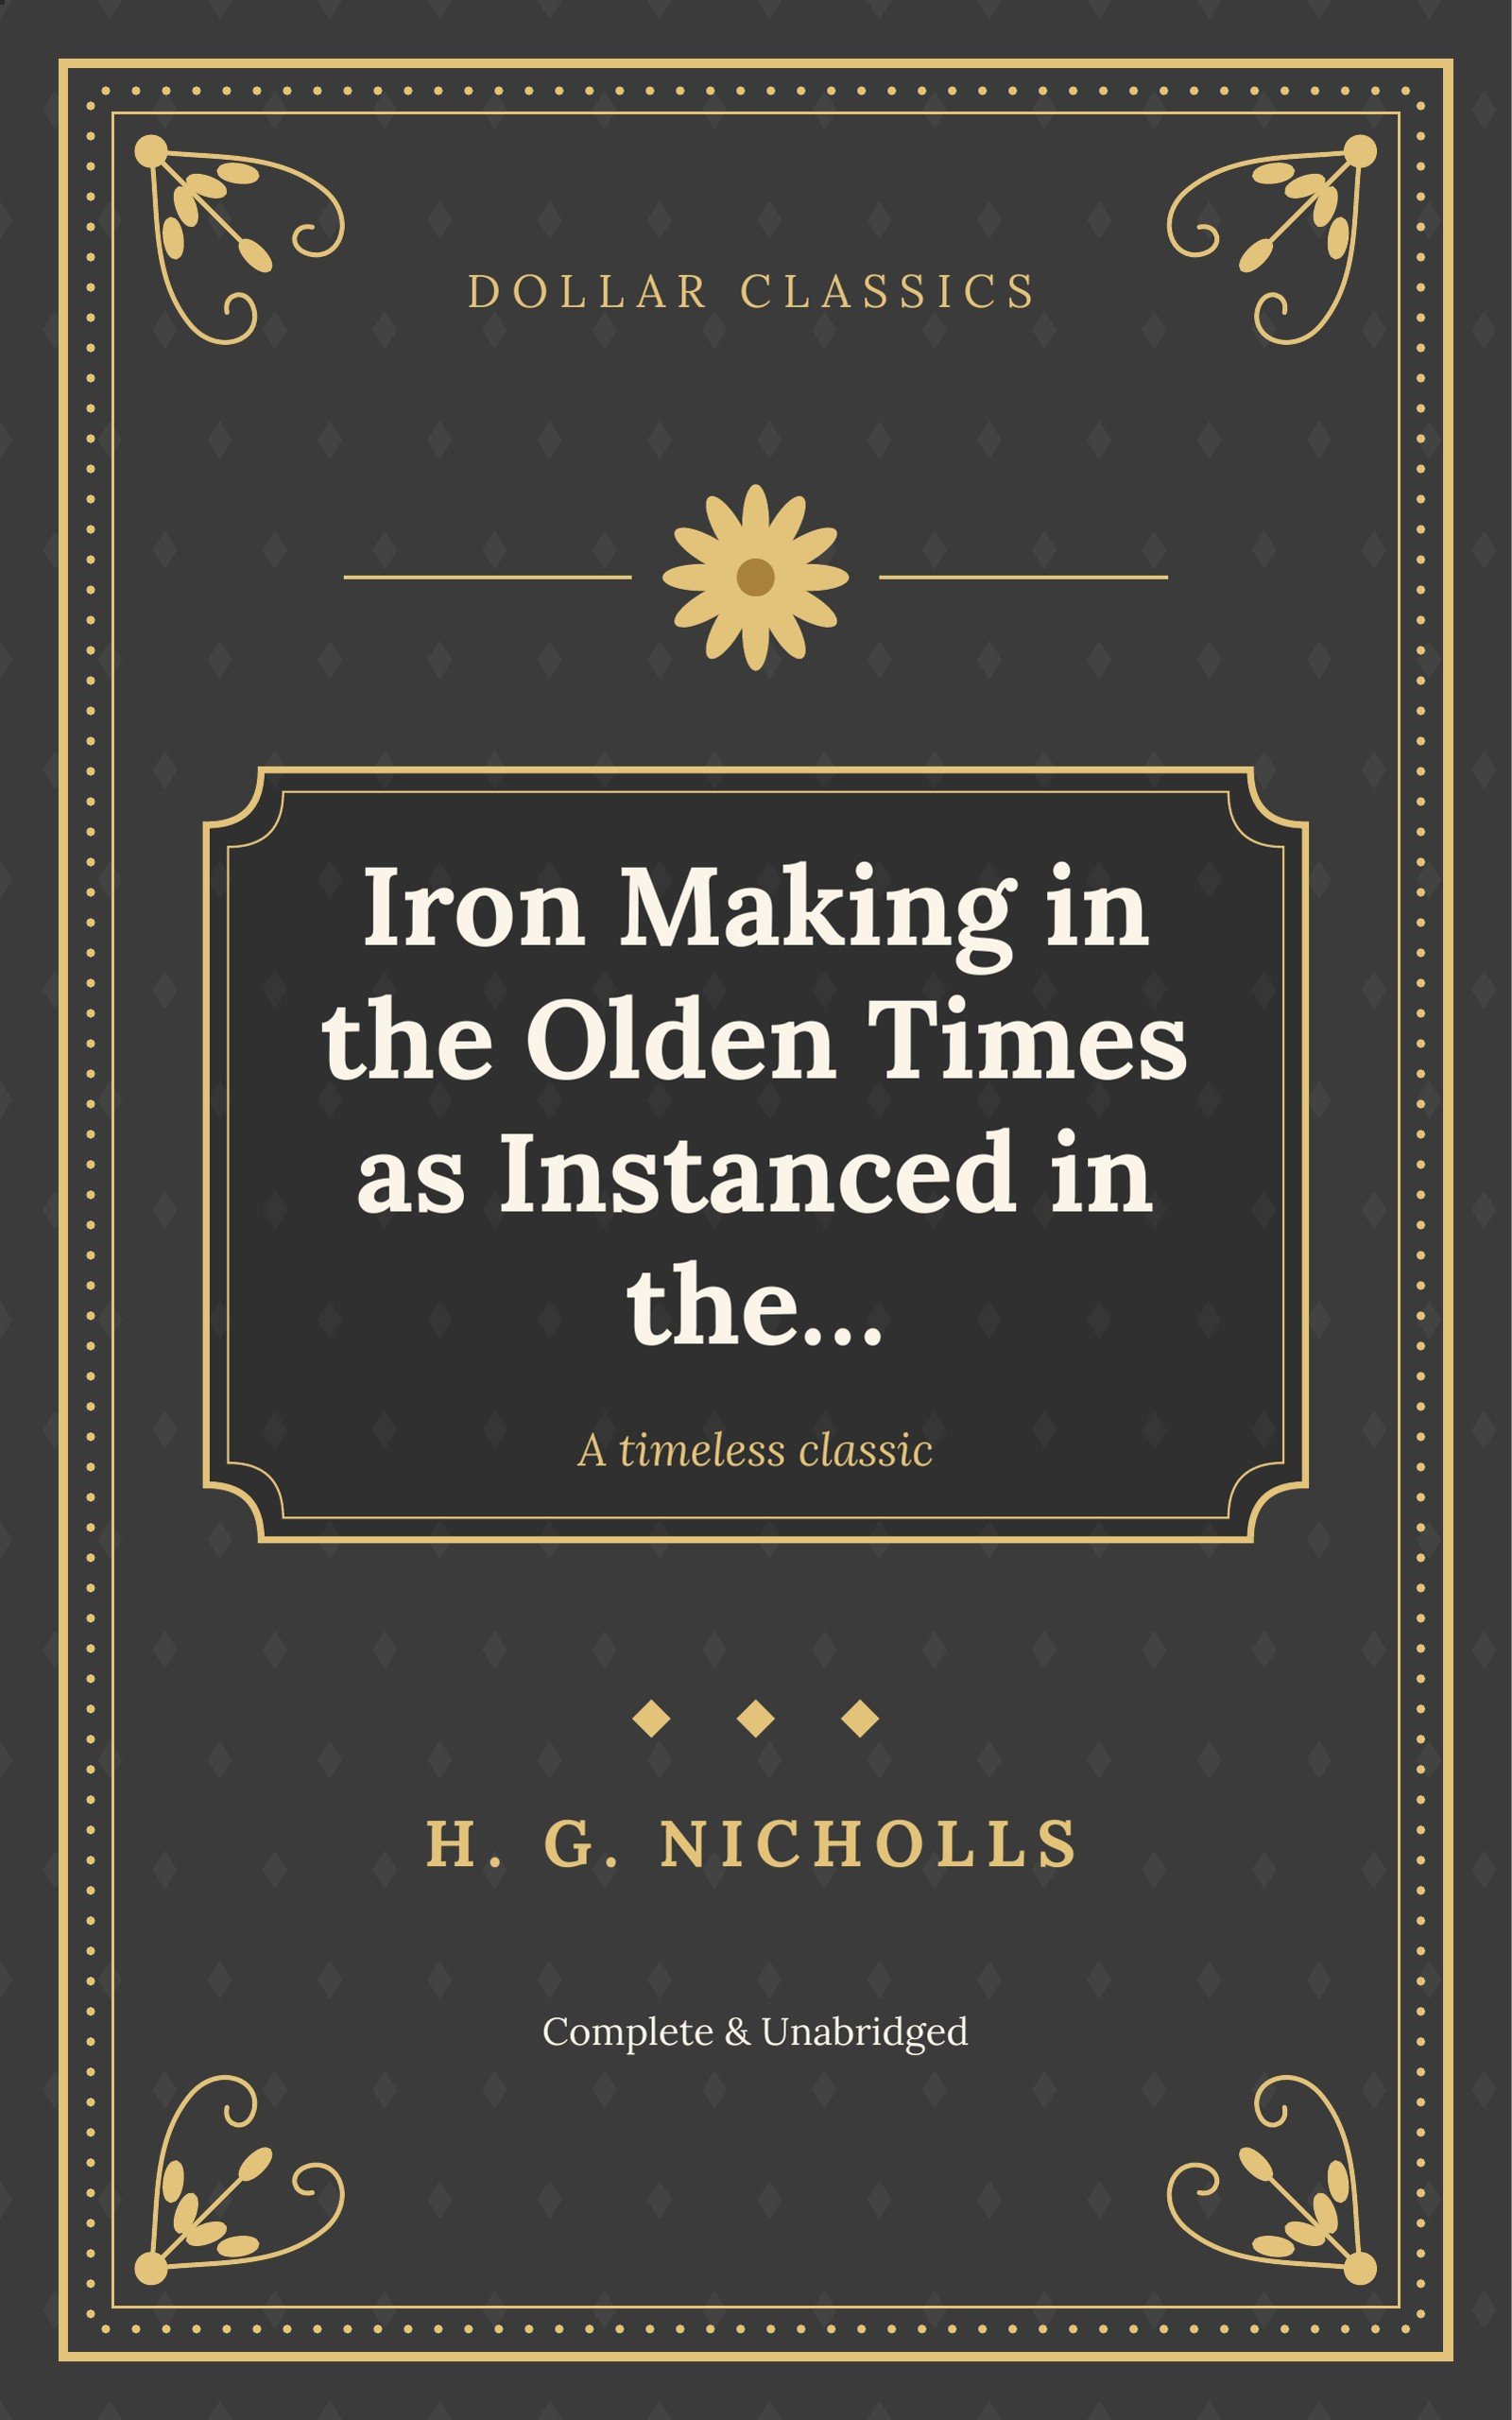 DOLLAR CLASSICS
Iron Making in
the Olden Times
as Instanced in
the...
A timeless classic
H. G. NICHOLLS
Complete & Unabridged